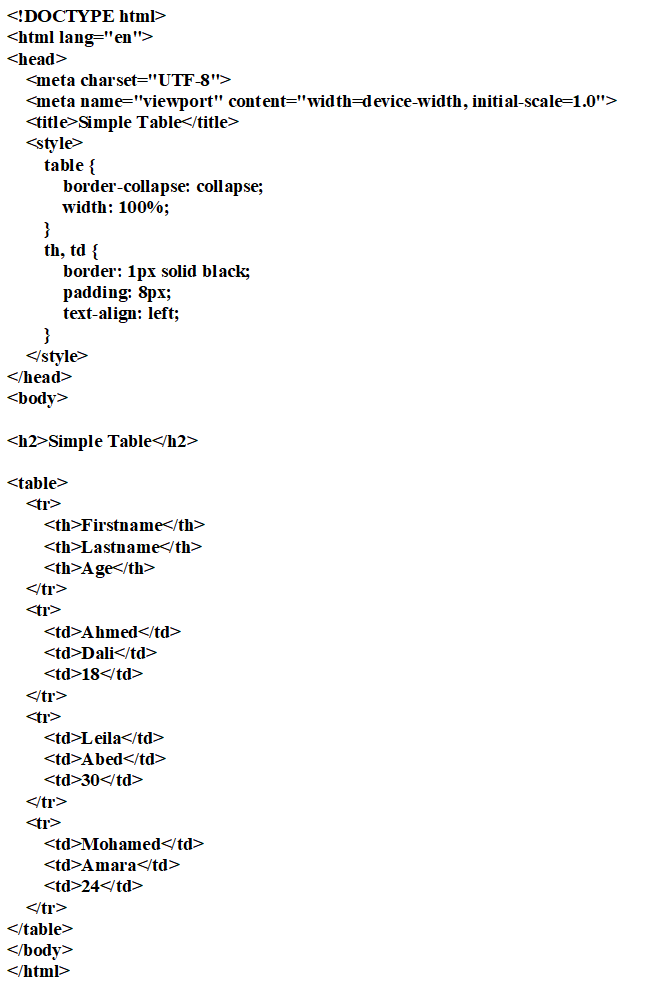 <!DOCTYPE html>
<html lang="en">
<head>
    <meta charset="UTF-8">
    <meta name="viewport" content="width=device-width, initial-scale=1.0">
    <title>Simple Table</title>
    <style>
        table {
            border-collapse: collapse;
            width: 100%;
        }
        th, td {
            border: 1px solid black;
            padding: 8px;
            text-align: left;
        }
    </style>
</head>
<body>

<h2>Simple Table</h2>

<table>
    <tr>
        <th>Firstname</th>
        <th>Lastname</th>
        <th>Age</th>
    </tr>
    <tr>
        <td>Ahmed</td>
        <td>Dali</td>
        <td>18</td>
    </tr>
    <tr>
        <td>Leila</td>
        <td>Abed</td>
        <td>30</td>
    </tr>
    <tr>
        <td>Mohamed</td>
        <td>Amara</td>
        <td>24</td>
    </tr>
</table>
</body>
</html>